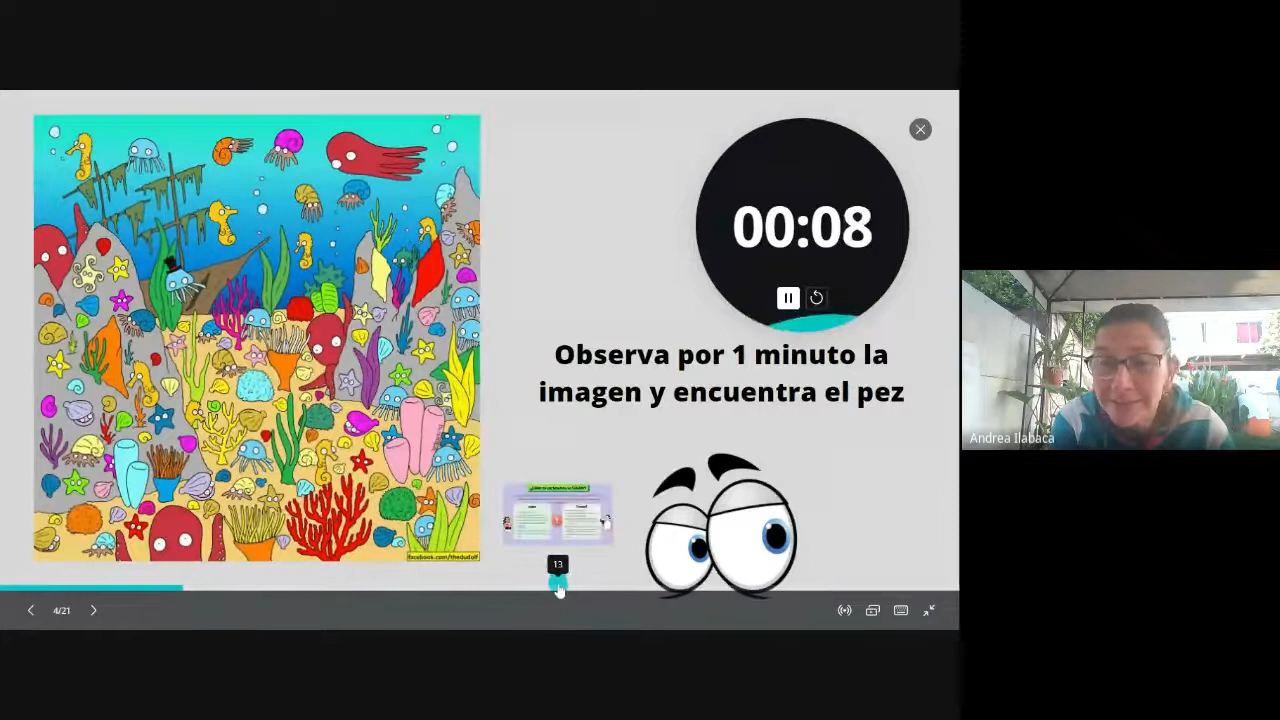 00:08
Observa por 1 minuto la
imagen y encuentra el pez
facebook.com/thedudolf
13
4/21
Andrea Ilabaca